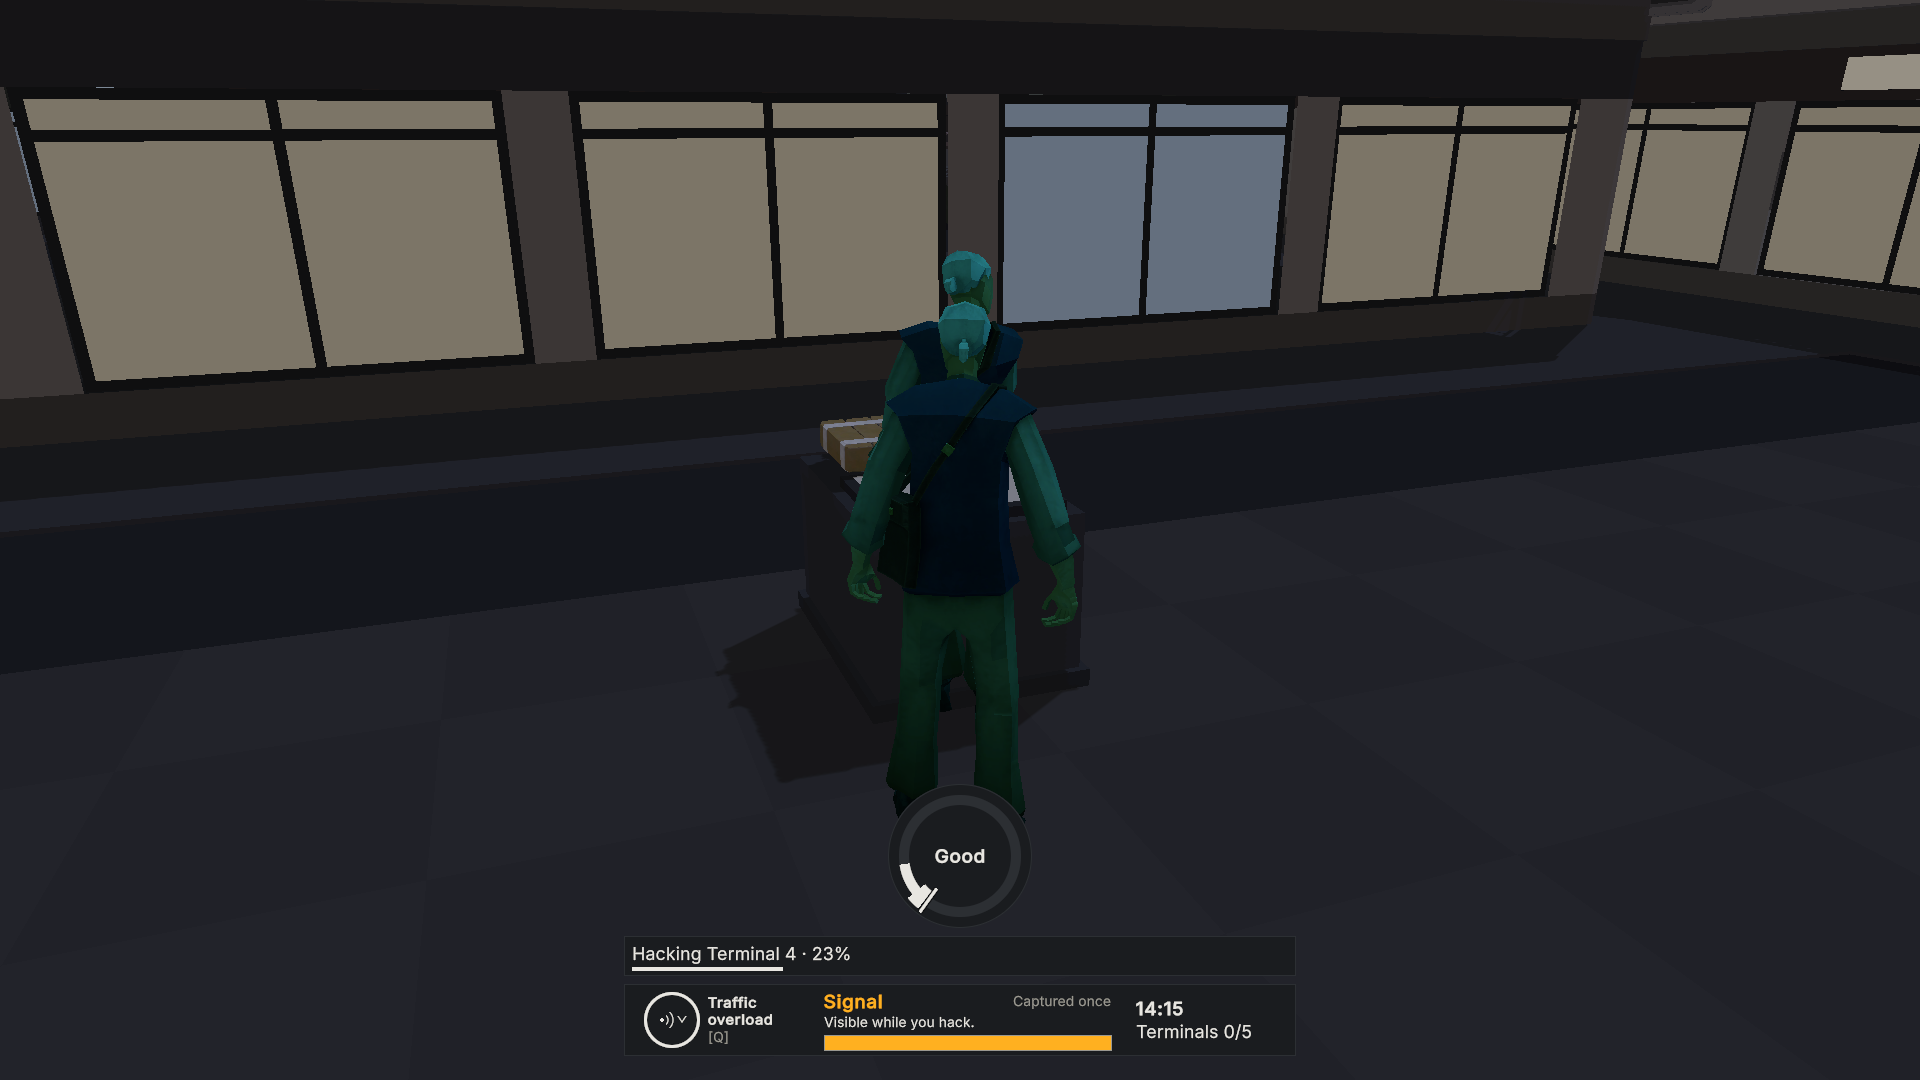 Good
Hacking Terminal 4 · 23%
Traffic
overload
[Q]
Signal
Captured once
Visible while you hack.
14:15
Terminals 0/5